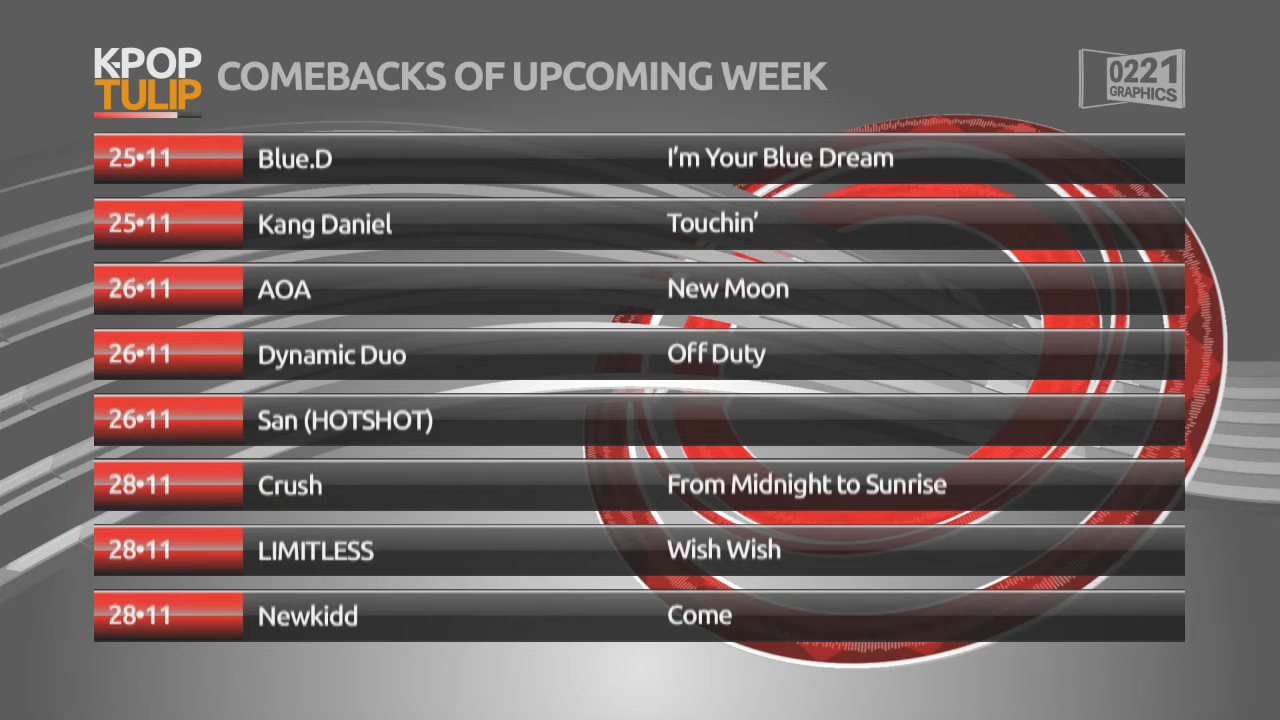 K-POP
TULIP
COMEBACKS OF UPCOMING WEEK
0221
GRAPHICS
25•11 Blue.D I'm Your Blue Dream
25•11 Kang Daniel Touchin'
26•11 AOA New Moon
26•11 Dynamic Duo Off Duty
26•11 San (HOTSHOT)
28•11 Crush From Midnight to Sunrise
28•11 LIMITLESS Wish Wish
28•11 Newkidd Come